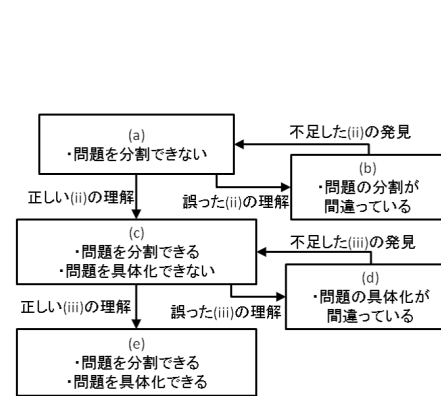 (a)
・問題を分割できない
不足した(ii)の発見
(b)
・問題の分割が
間違っている
正しい(ii)の理解
誤った(ii)の理解
(c)
・問題を分割できる
・問題を具体化できない
不足した(iii)の発見
(d)
・問題の具体化が
間違っている
正しい(iii)の理解
誤った(iii)の理解
(e)
・問題を分割できる
・問題を具体化できる